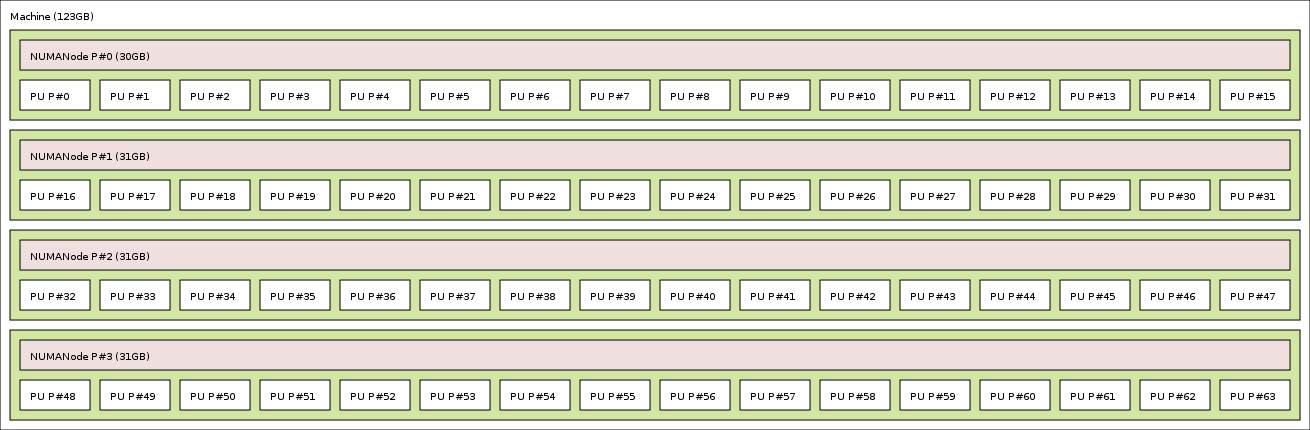 Machine (123GB)
NUMANode P#0 (30GB)
PU P#0 PU P#1 PU P#2 PU P#3 PU P#4 PU P#5 PU P#6 PU P#7 PU P#8 PU P#9 PU P#10 PU P#11 PU P#12 PU P#13 PU P#14 PU P#15
NUMANode P#1 (31GB)
PU P#16 PU P#17 PU P#18 PU P#19 PU P#20 PU P#21 PU P#22 PU P#23 PU P#24 PU P#25 PU P#26 PU P#27 PU P#28 PU P#29 PU P#30 PU P#31
NUMANode P#2 (31GB)
PU P#32 PU P#33 PU P#34 PU P#35 PU P#36 PU P#37 PU P#38 PU P#39 PU P#40 PU P#41 PU P#42 PU P#43 PU P#44 PU P#45 PU P#46 PU P#47
NUMANode P#3 (31GB)
PU P#48 PU P#49 PU P#50 PU P#51 PU P#52 PU P#53 PU P#54 PU P#55 PU P#56 PU P#57 PU P#58 PU P#59 PU P#60 PU P#61 PU P#62 PU P#63